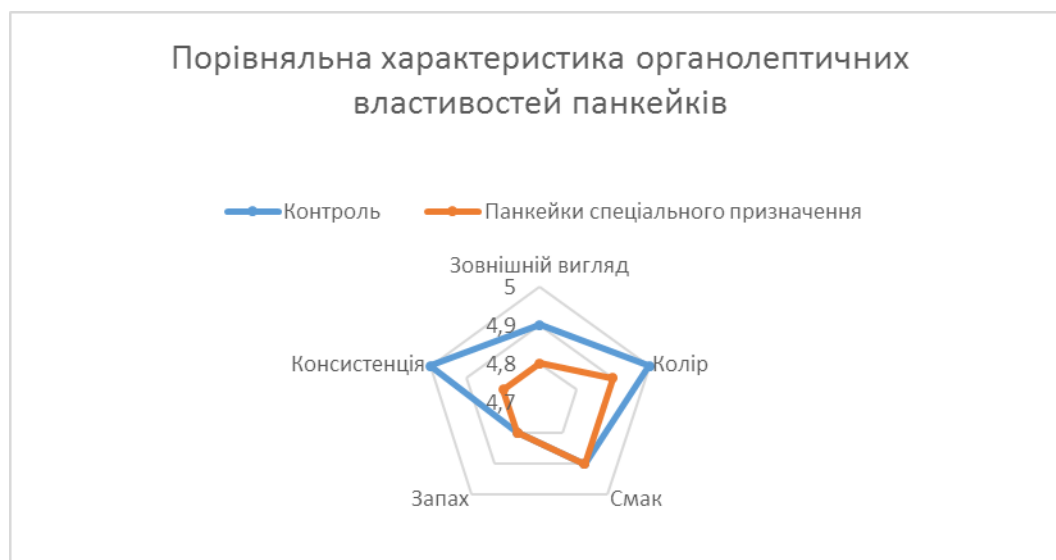 Порівняльна характеристика органолептичних
властивостей панкейків
Контроль
Панкейки спеціального призначення
Зовнішній вигляд
5
4,9
4,8
4,7
Консистенція
Колір
Запах
Смак